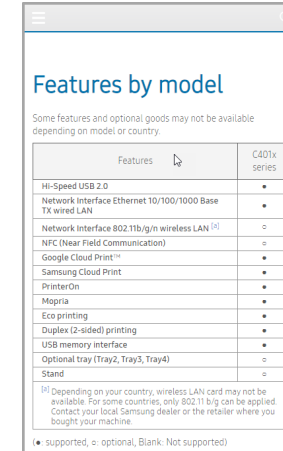 Features by model
Some features and optional goods may not be available
depending on model or country.
Features
C401x
series
Hi-Speed USB 2.0 ●
Network Interface Ethernet 10/100/1000 Base
TX wired LAN ●
Network Interface 802.11b/g/n wireless LAN [a] ○
NFC (Near Field Communication) ○
Google Cloud Print™ ●
Samsung Cloud Print ●
PrinterOn ●
Mopria ●
Eco printing ●
Duplex (2-sided) printing ●
USB memory interface ●
Optional tray (Tray2, Tray3, Tray4) ○
Stand ○
[a] Depending on your country, wireless LAN card may not be
available. For some countries, only 802.11 b/g can be applied.
Contact your local Samsung dealer or the retailer where you
bought your machine.
(●: supported, ○: optional, Blank: Not supported)